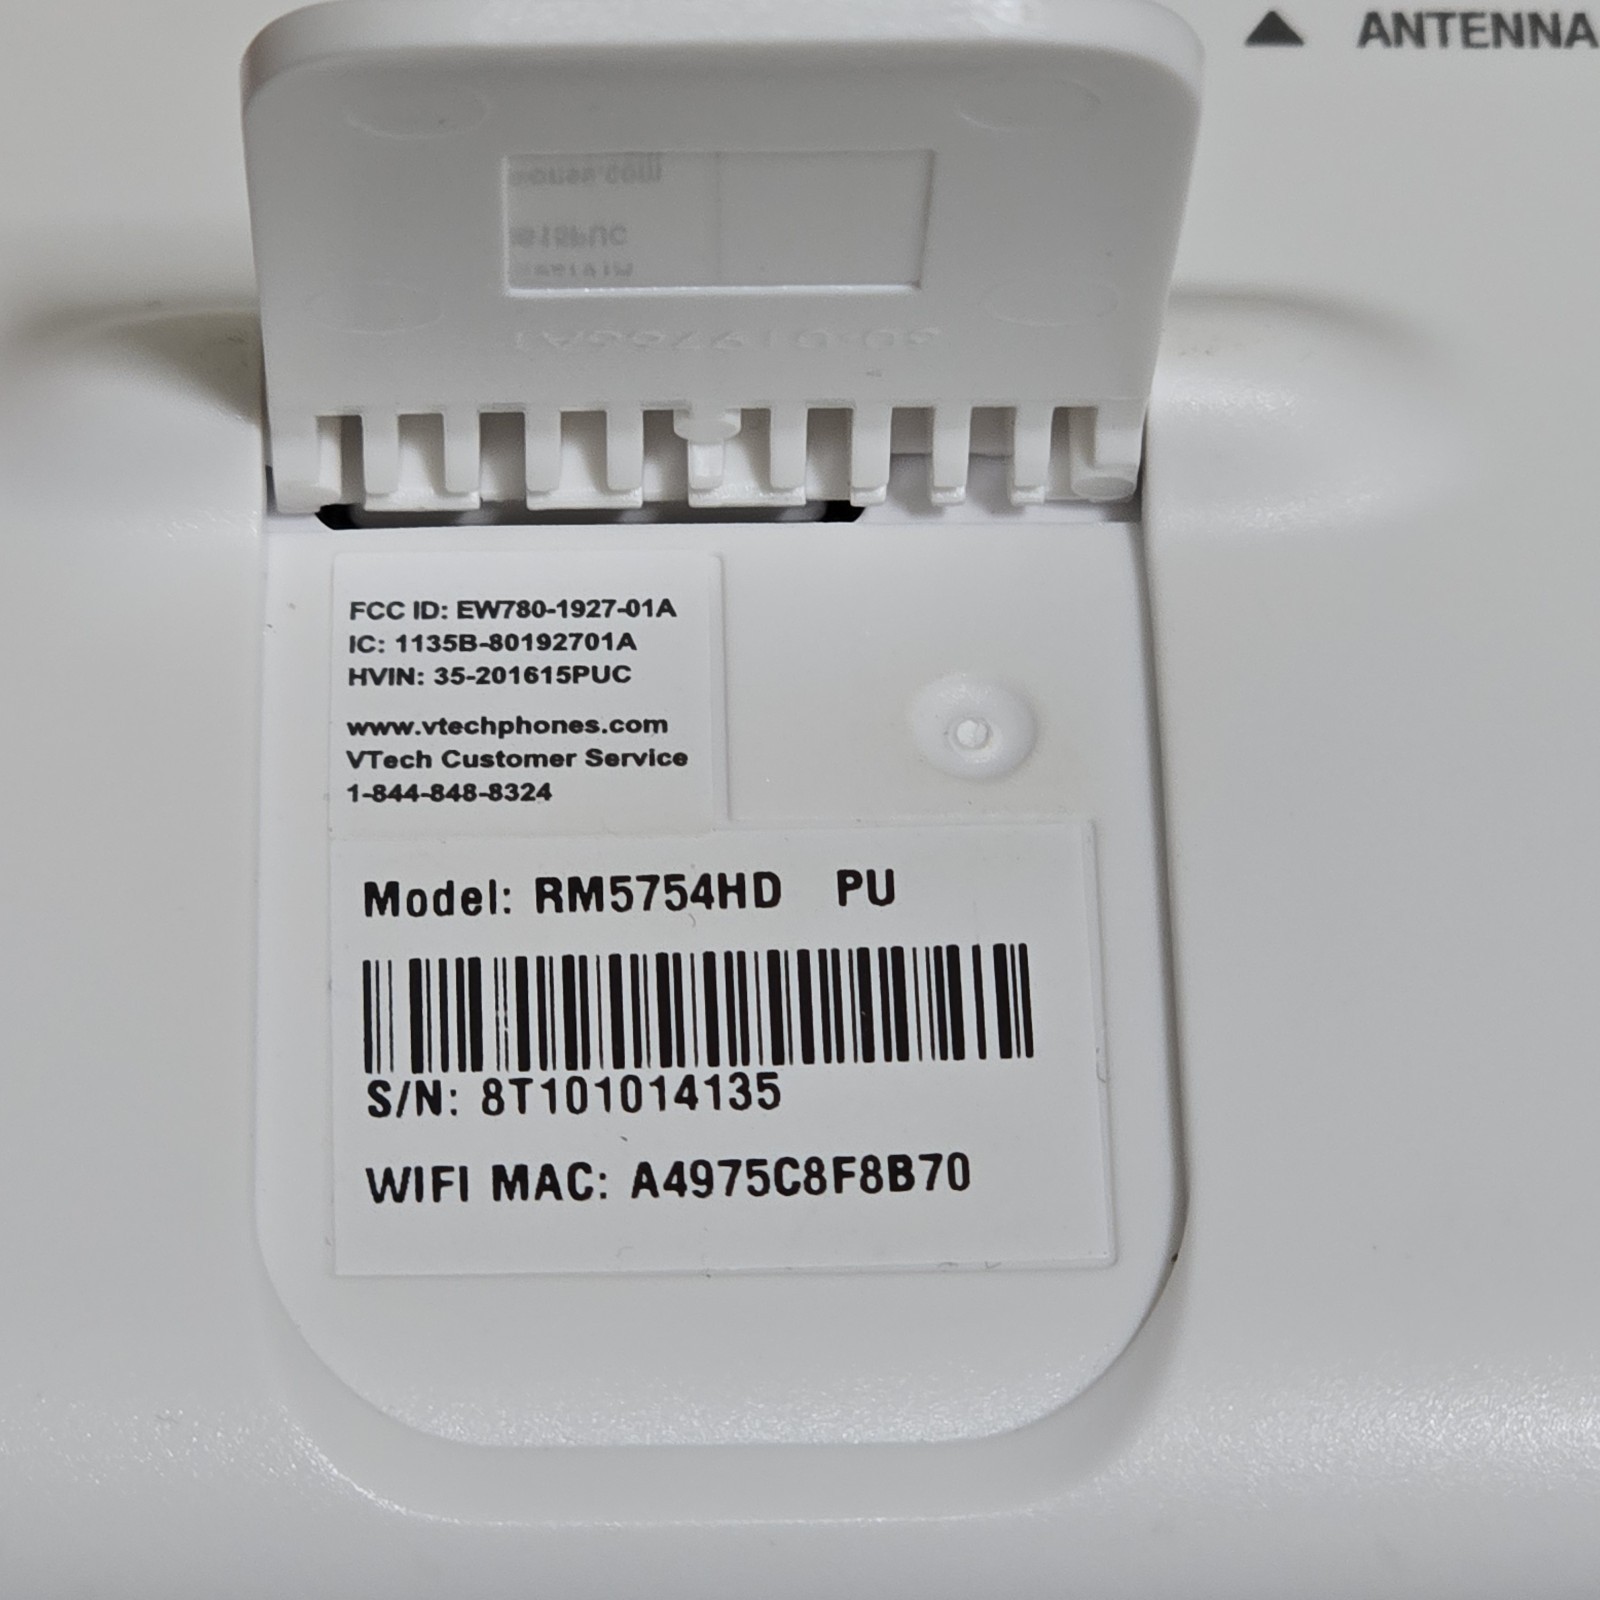 ▲ ANTENNA
FCC ID: EW780-1927-01A
IC: 1135B-80192701A
HVIN: 35-201615PUC
www.vtechphones.com
VTech Customer Service
1-844-848-8324
Model: RM5754HD PU
S/N: 8T101014135
WIFI MAC: A4975C8F8B70